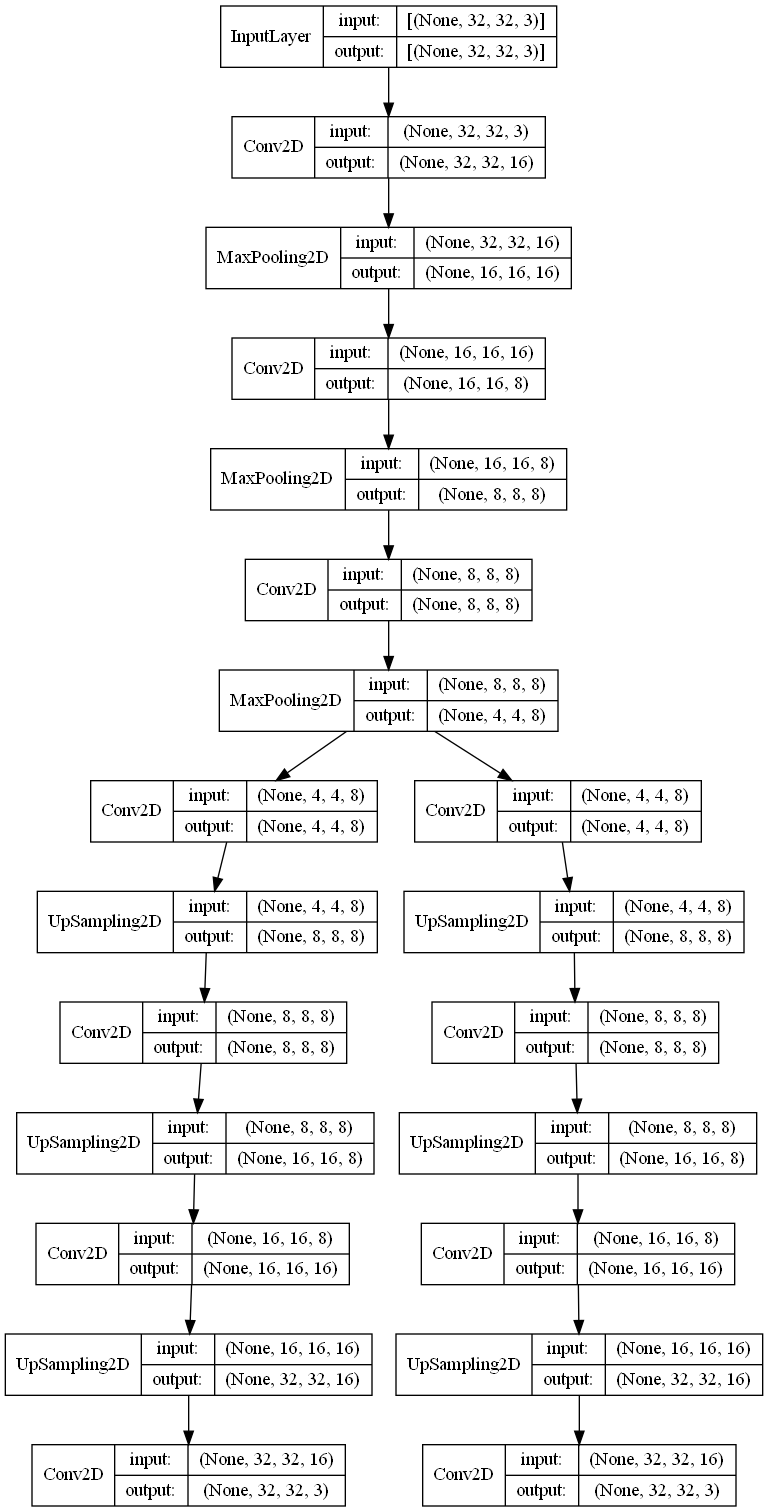 InputLayer
input: [(None, 32, 32, 3)]
output: [(None, 32, 32, 3)]
Conv2D
input: (None, 32, 32, 3)
output: (None, 32, 32, 16)
MaxPooling2D
input: (None, 32, 32, 16)
output: (None, 16, 16, 16)
Conv2D
input: (None, 16, 16, 16)
output: (None, 16, 16, 8)
MaxPooling2D
input: (None, 16, 16, 8)
output: (None, 8, 8, 8)
Conv2D
input: (None, 8, 8, 8)
output: (None, 8, 8, 8)
MaxPooling2D
input: (None, 8, 8, 8)
output: (None, 4, 4, 8)
Conv2D
input: (None, 4, 4, 8)
output: (None, 4, 4, 8)
Conv2D
input: (None, 4, 4, 8)
output: (None, 4, 4, 8)
UpSampling2D
input: (None, 4, 4, 8)
output: (None, 8, 8, 8)
UpSampling2D
input: (None, 4, 4, 8)
output: (None, 8, 8, 8)
Conv2D
input: (None, 8, 8, 8)
output: (None, 8, 8, 8)
Conv2D
input: (None, 8, 8, 8)
output: (None, 8, 8, 8)
UpSampling2D
input: (None, 8, 8, 8)
output: (None, 16, 16, 8)
UpSampling2D
input: (None, 8, 8, 8)
output: (None, 16, 16, 8)
Conv2D
input: (None, 16, 16, 8)
output: (None, 16, 16, 16)
Conv2D
input: (None, 16, 16, 8)
output: (None, 16, 16, 16)
UpSampling2D
input: (None, 16, 16, 16)
output: (None, 32, 32, 16)
UpSampling2D
input: (None, 16, 16, 16)
output: (None, 32, 32, 16)
Conv2D
input: (None, 32, 32, 16)
output: (None, 32, 32, 3)
Conv2D
input: (None, 32, 32, 16)
output: (None, 32, 32, 3)